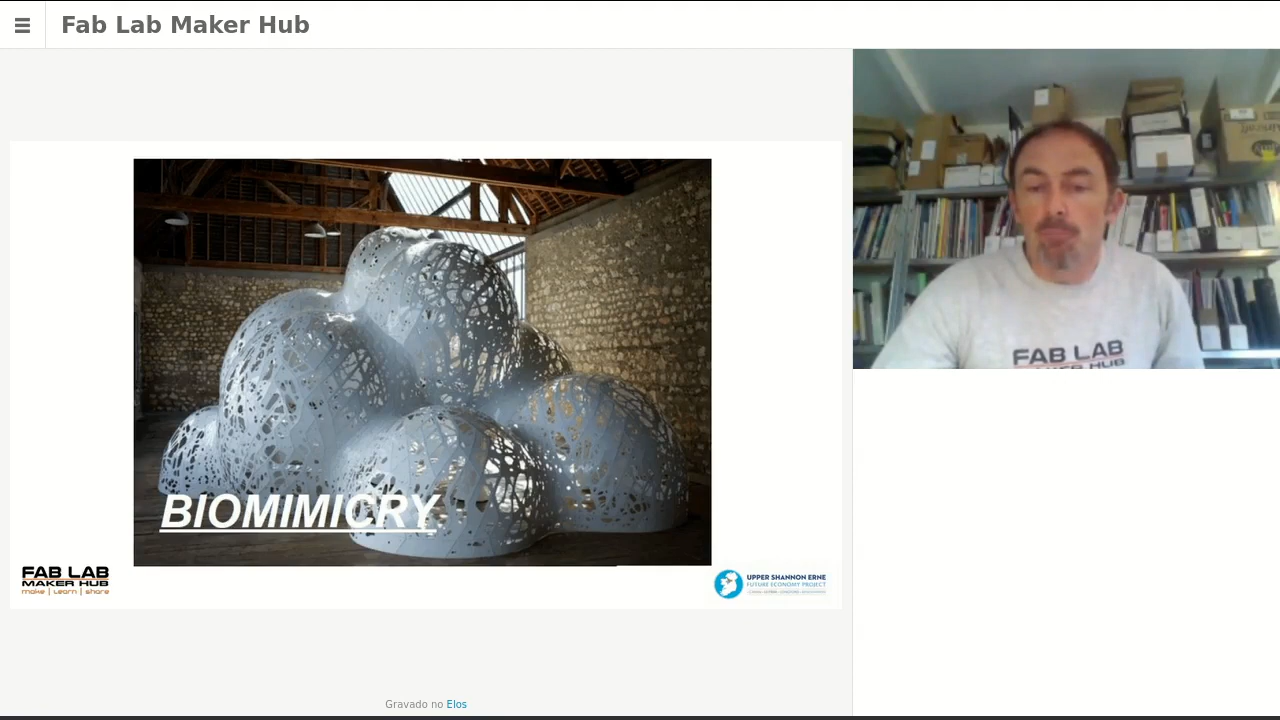 Fab Lab Maker Hub
BIOMIMICRY
FAB LAB
MAKER HUB
make | learn | share
UPPER SHANNON ERNE
FUTURE ECONOMY PROJECT
FAB LAB
MAKER HUB
Gravado no Elos